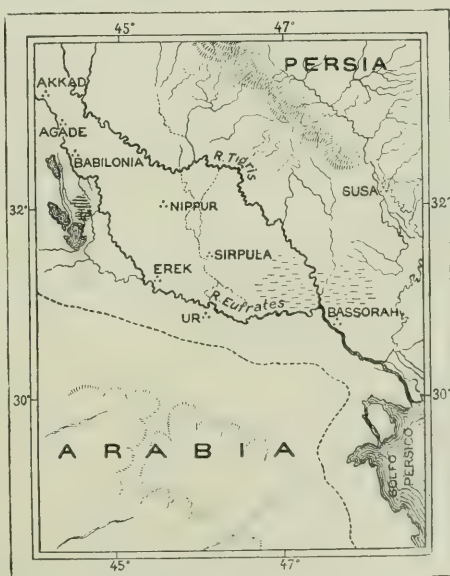 45° 47°
PERSIA
AKKAD
AGADE
BABILONIA
R. Tigris
SUSA
32° 32°
NIPPUR
SIRPULA
EREK
R. Eufrates
UR
BASSORAH
30° 30°
ARABIA
GOLFO
PERSICO
45° 47°